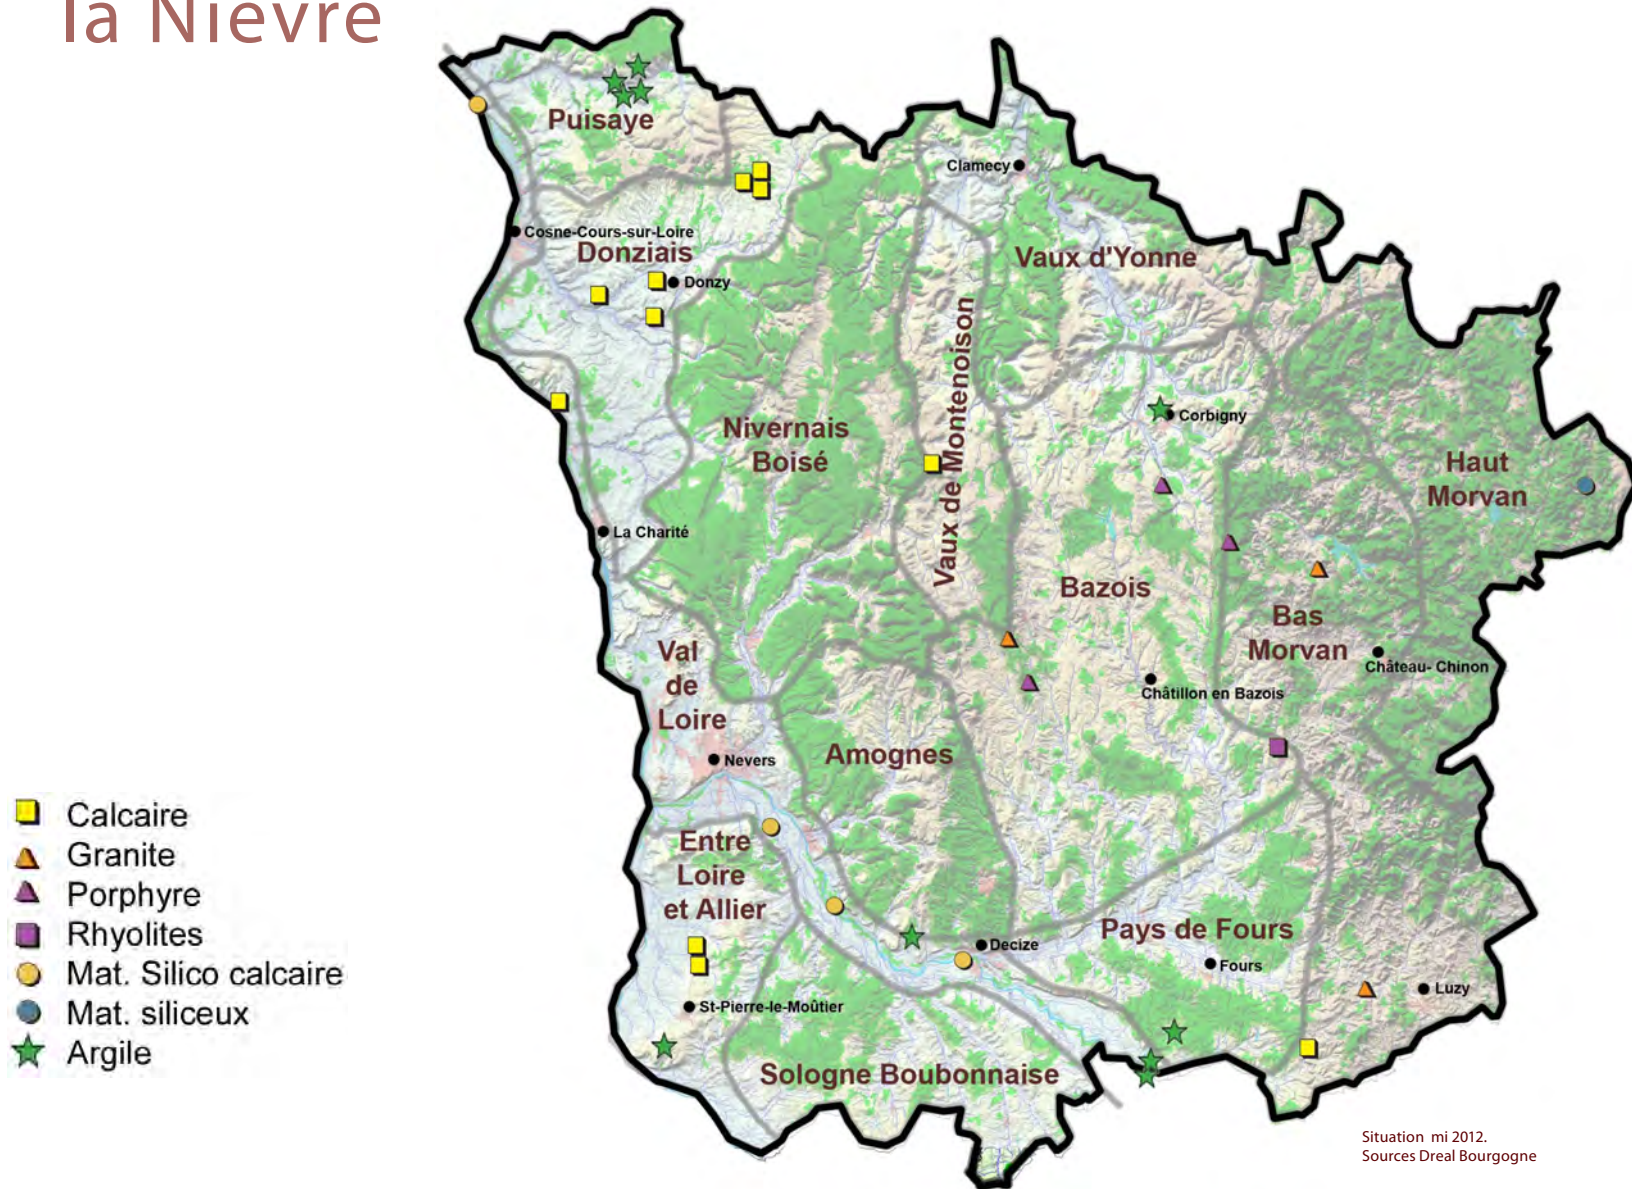 la Nièvre
Puisaye
Clamecy
Cosne-Cours-sur-Loire
Donziais
Donzy
Vaux d'Yonne
Vaux de Montenoison
Nivernais
Boisé
Corbigny
Haut
Morvan
La Charité
Bazois
Bas
Morvan
Château- Chinon
Châtillon en Bazois
Val
de
Loire
Nevers
Amognes
Entre
Loire
et Allier
Pays de Fours
Decize
Fours
Luzy
St-Pierre-le-Moûtier
Sologne Boubonnaise
Calcaire
Granite
Porphyre
Rhyolites
Mat. Silico calcaire
Mat. siliceux
Argile
Situation mi 2012.
Sources Dreal Bourgogne